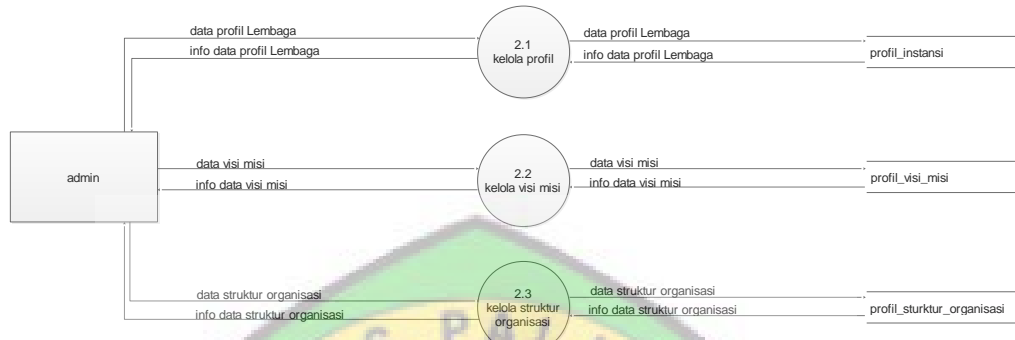 data profil Lembaga
info data profil Lembaga
2.1
kelola profil
data profil Lembaga
info data profil Lembaga
profil_instansi
admin
data visi misi
info data visi misi
2.2
kelola visi misi
data visi misi
info data visi misi
profil_visi_misi
data struktur organisasi
info data struktur organisasi
2.3
kelola struktur
organisasi
data struktur organisasi
info data struktur organisasi
profil_sturktur_organisasi